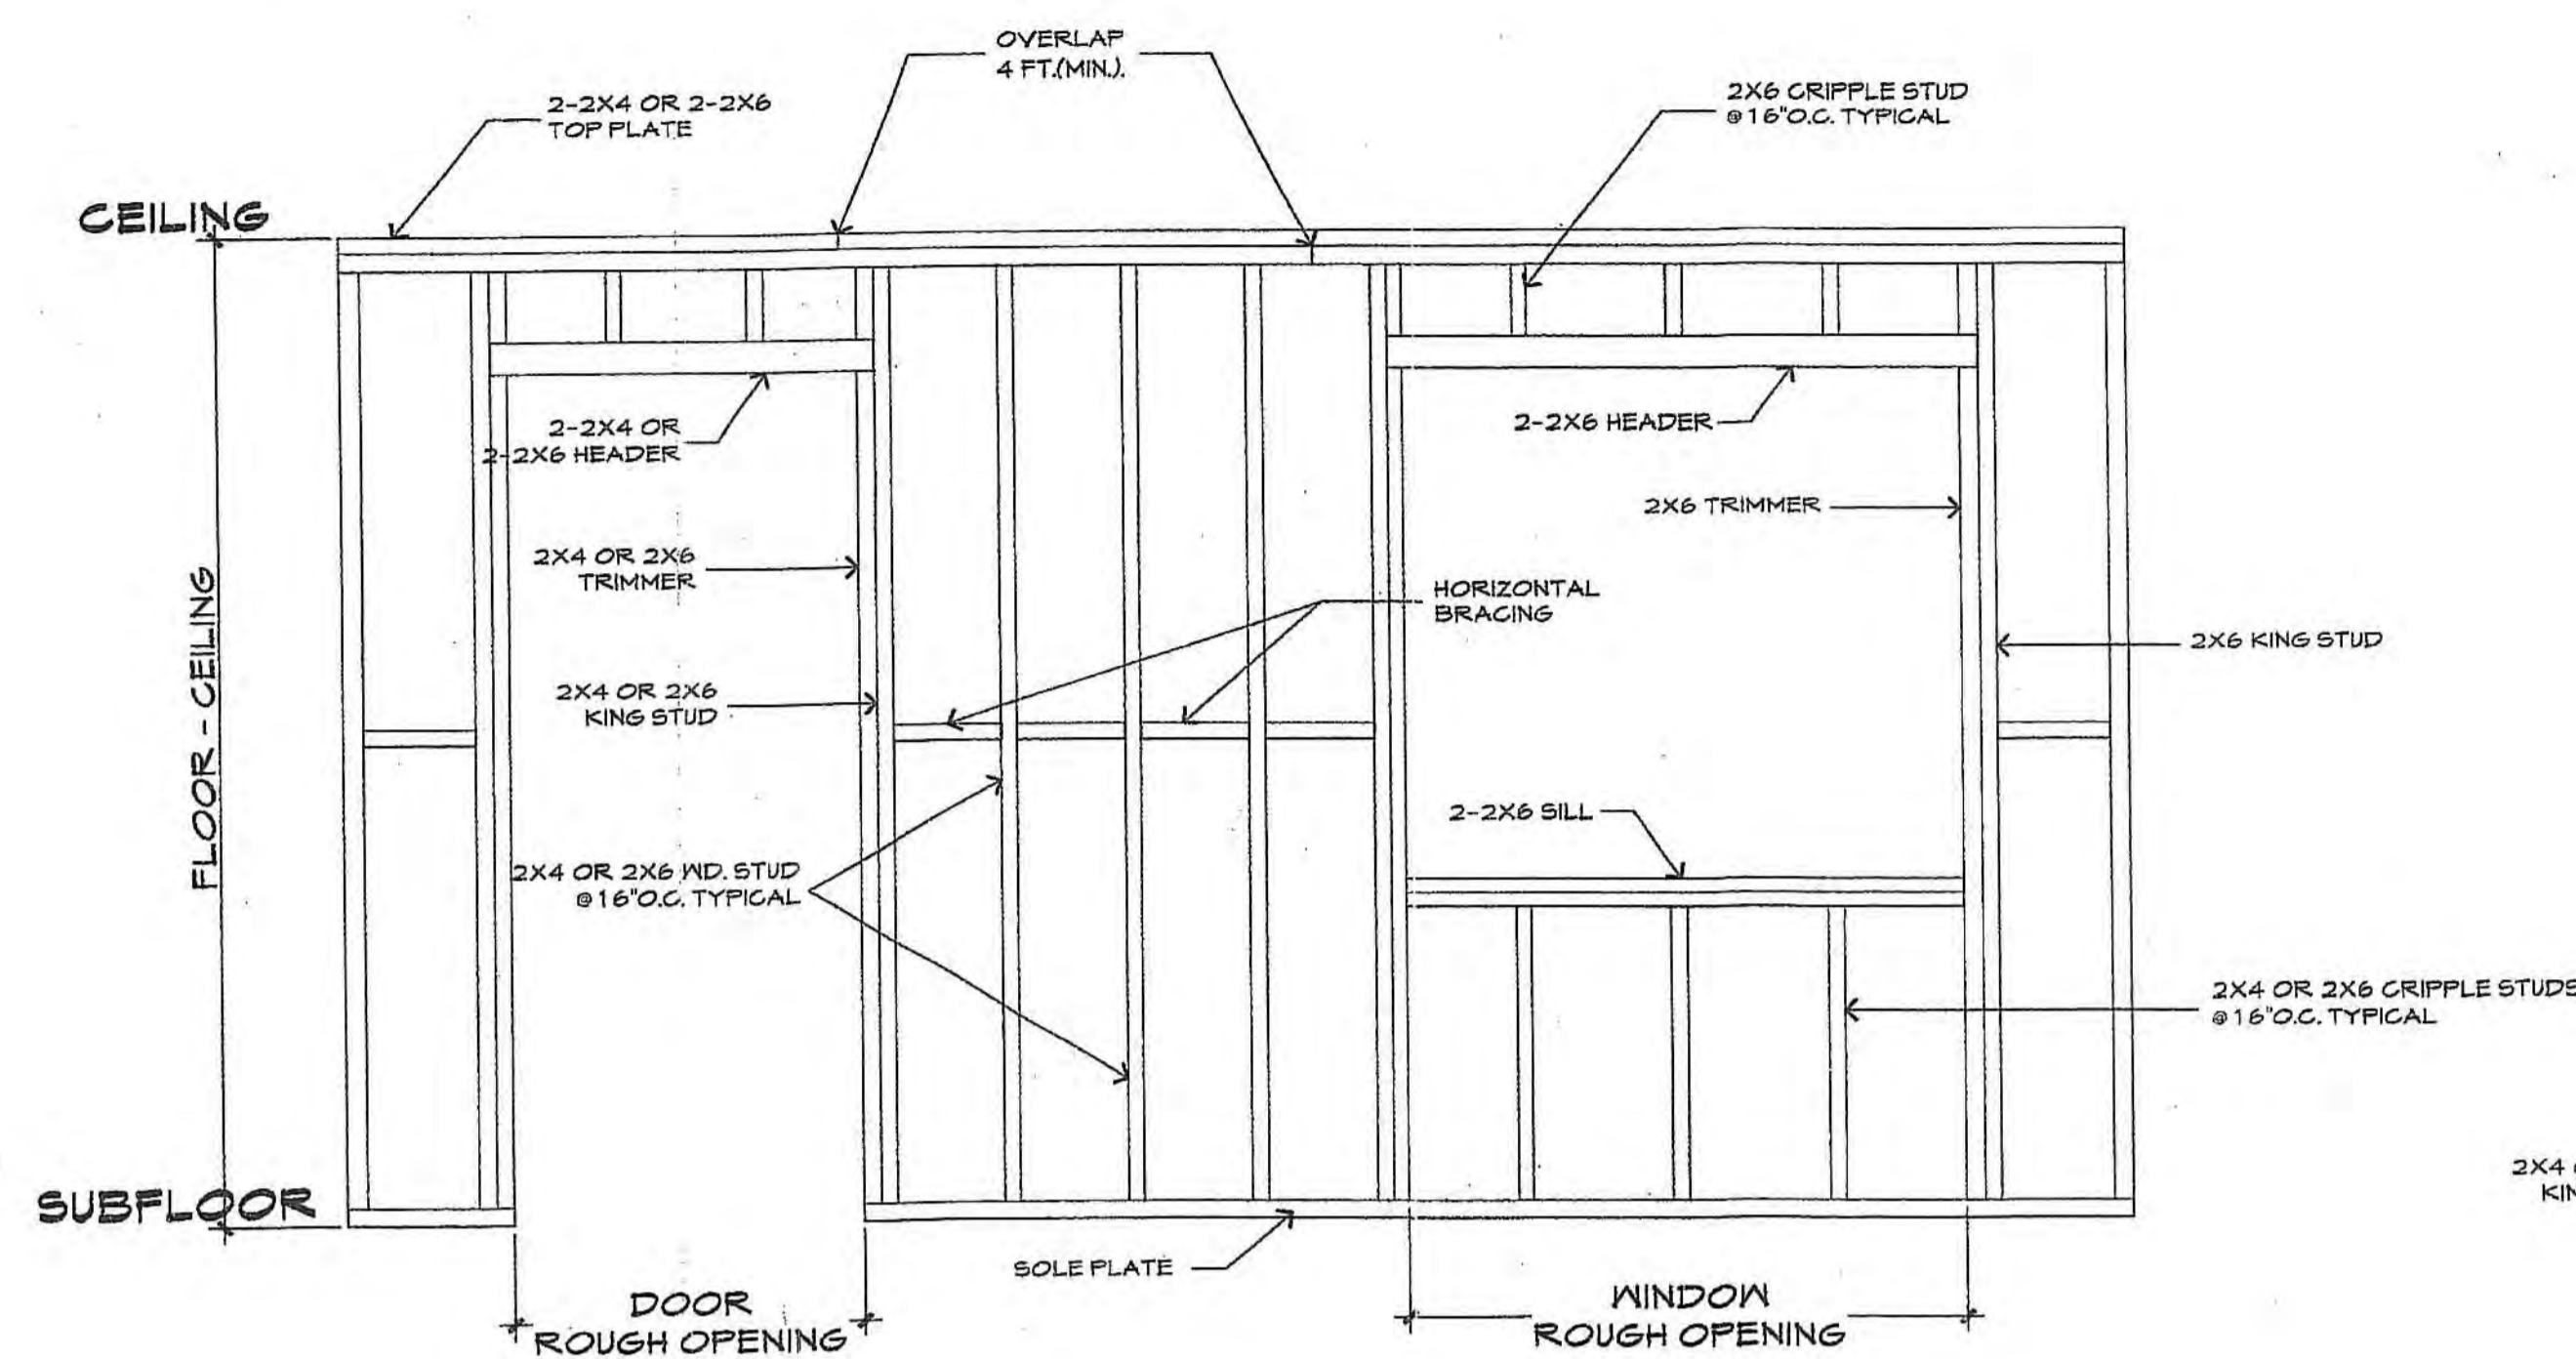 OVERLAP
4 FT.(MIN.).
2-2X4 OR 2-2X6
TOP PLATE
2X6 CRIPPLE STUD
@16"O.C. TYPICAL
CEILING
2-2X4 OR
2-2X6 HEADER
2-2X6 HEADER
2X6 TRIMMER
2X4 OR 2X6
TRIMMER
HORIZONTAL
BRACING
FLOOR - CEILING
2X6 KING STUD
2X4 OR 2X6
KING STUD
2-2X6 SILL
2X4 OR 2X6 WD. STUD
@16"O.C. TYPICAL
2X4 OR 2X6 CRIPPLE STUDS
@16"O.C. TYPICAL
2X4
KIN
SUBFLOOR
SOLE PLATE
DOOR
ROUGH OPENING
WINDOW
ROUGH OPENING